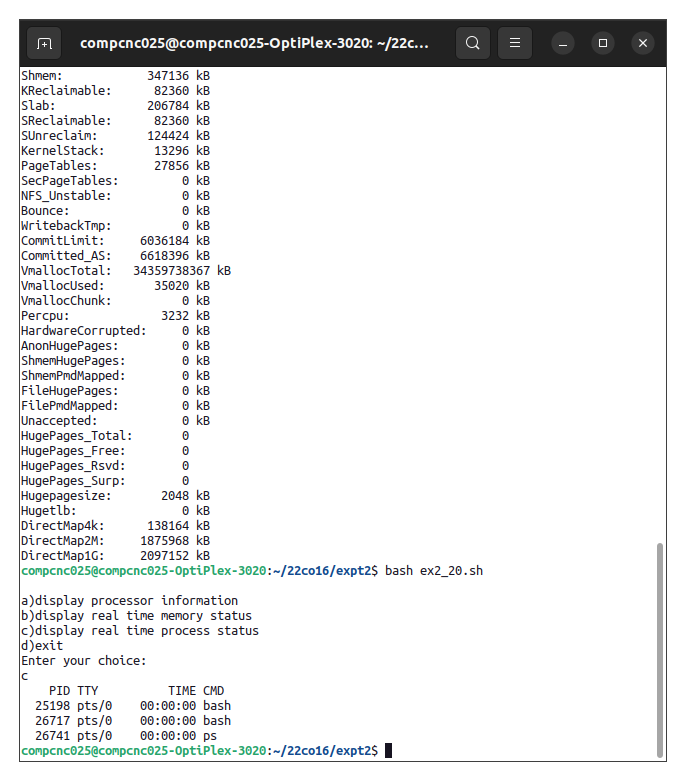 compcnc025@compcnc025-OptiPlex-3020: ~/22c...
Shmem: 347136 kB
KReclaimable: 82360 kB
Slab: 206784 kB
SReclaimable: 82360 kB
SUnreclaim: 124424 kB
KernelStack: 13296 kB
PageTables: 27856 kB
SecPageTables: 0 kB
NFS_Unstable: 0 kB
Bounce: 0 kB
WritebackTmp: 0 kB
CommitLimit: 6036184 kB
Committed_AS: 6618396 kB
VmallocTotal: 34359738367 kB
VmallocUsed: 35020 kB
VmallocChunk: 0 kB
Percpu: 3232 kB
HardwareCorrupted: 0 kB
AnonHugePages: 0 kB
ShmemHugePages: 0 kB
ShmemPmdMapped: 0 kB
FileHugePages: 0 kB
FilePmdMapped: 0 kB
Unaccepted: 0 kB
HugePages_Total: 0
HugePages_Free: 0
HugePages_Rsvd: 0
HugePages_Surp: 0
Hugepagesize: 2048 kB
Hugetlb: 0 kB
DirectMap4k: 138164 kB
DirectMap2M: 1875968 kB
DirectMap1G: 2097152 kB
compcnc025@compcnc025-OptiPlex-3020:~/22co16/expt2$ bash ex2_20.sh
a)display processor information
b)display real time memory status
c)display real time process status
d)exit
Enter your choice:
c
PID TTY TIME CMD
25198 pts/0 00:00:00 bash
26717 pts/0 00:00:00 bash
26741 pts/0 00:00:00 ps
compcnc025@compcnc025-OptiPlex-3020:~/22co16/expt2$